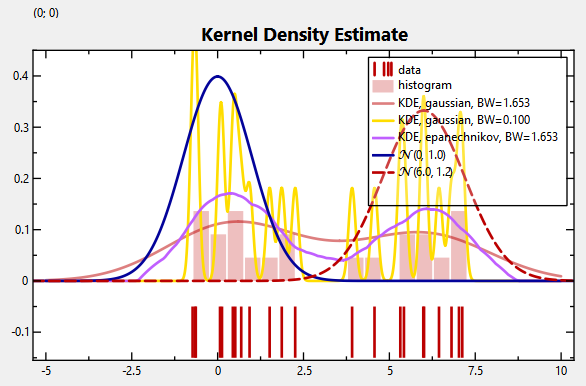 (0; 0)
Kernel Density Estimate
data
histogram
KDE, gaussian, BW=1.653
KDE, gaussian, BW=0.100
KDE, epanechnikov, BW=1.653
𝒩(0, 1.0)
𝒩(6.0, 1.2)
0.4
0.3
0.2
0.1
0
-0.1
-5 -2.5 0 2.5 5 7.5 10